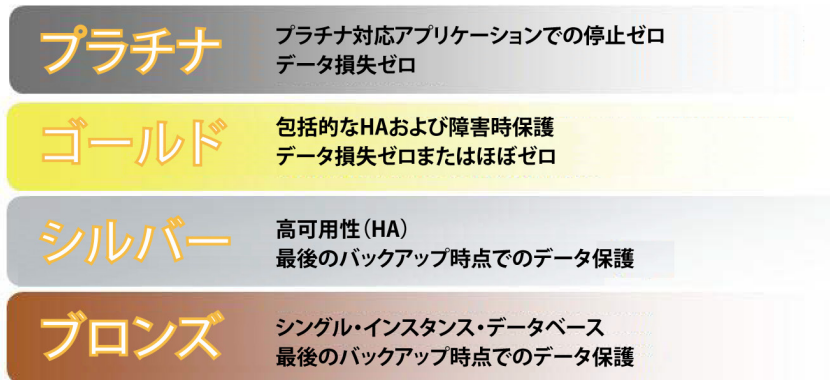 プラチナ
プラチナ対応アプリケーションでの停止ゼロ
データ損失ゼロ
ゴールド
包括的なHAおよび障害時保護
データ損失ゼロまたはほぼゼロ
シルバー
高可用性（HA）
最後のバックアップ時点でのデータ保護
ブロンズ
シングル・インスタンス・データベース
最後のバックアップ時点でのデータ保護